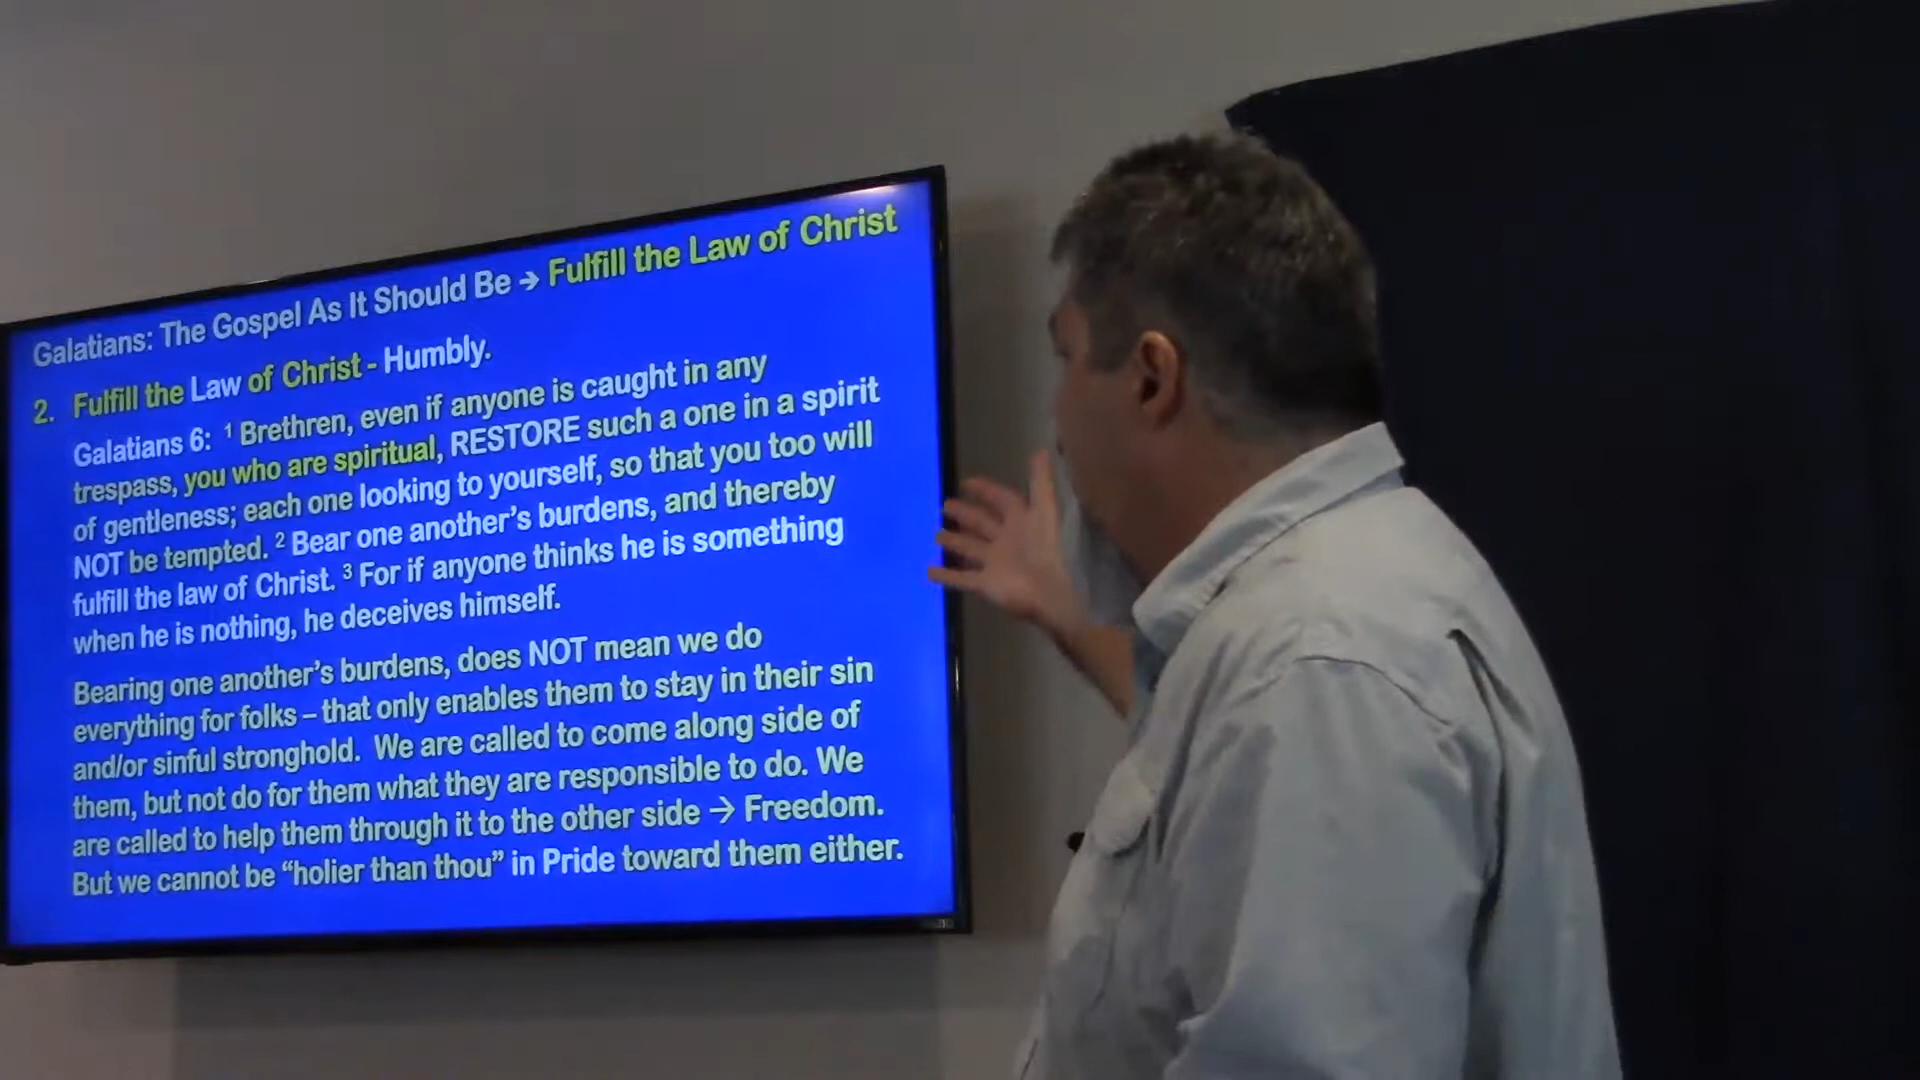 Galatians: The Gospel As It Should Be → Fulfill the Law of Christ
2. Fulfill the Law of Christ - Humbly.
Galatians 6: ¹ Brethren, even if anyone is caught in any
trespass, you who are spiritual, RESTORE such a one in a spirit
of gentleness; each one looking to yourself, so that you too will
NOT be tempted. ² Bear one another’s burdens, and thereby
fulfill the law of Christ. ³ For if anyone thinks he is something
when he is nothing, he deceives himself.
Bearing one another’s burdens, does NOT mean we do
everything for folks – that only enables them to stay in their sin
and/or sinful stronghold. We are called to come along side of
them, but not do for them what they are responsible to do. We
are called to help them through it to the other side → Freedom.
But we cannot be “holier than thou” in Pride toward them either.